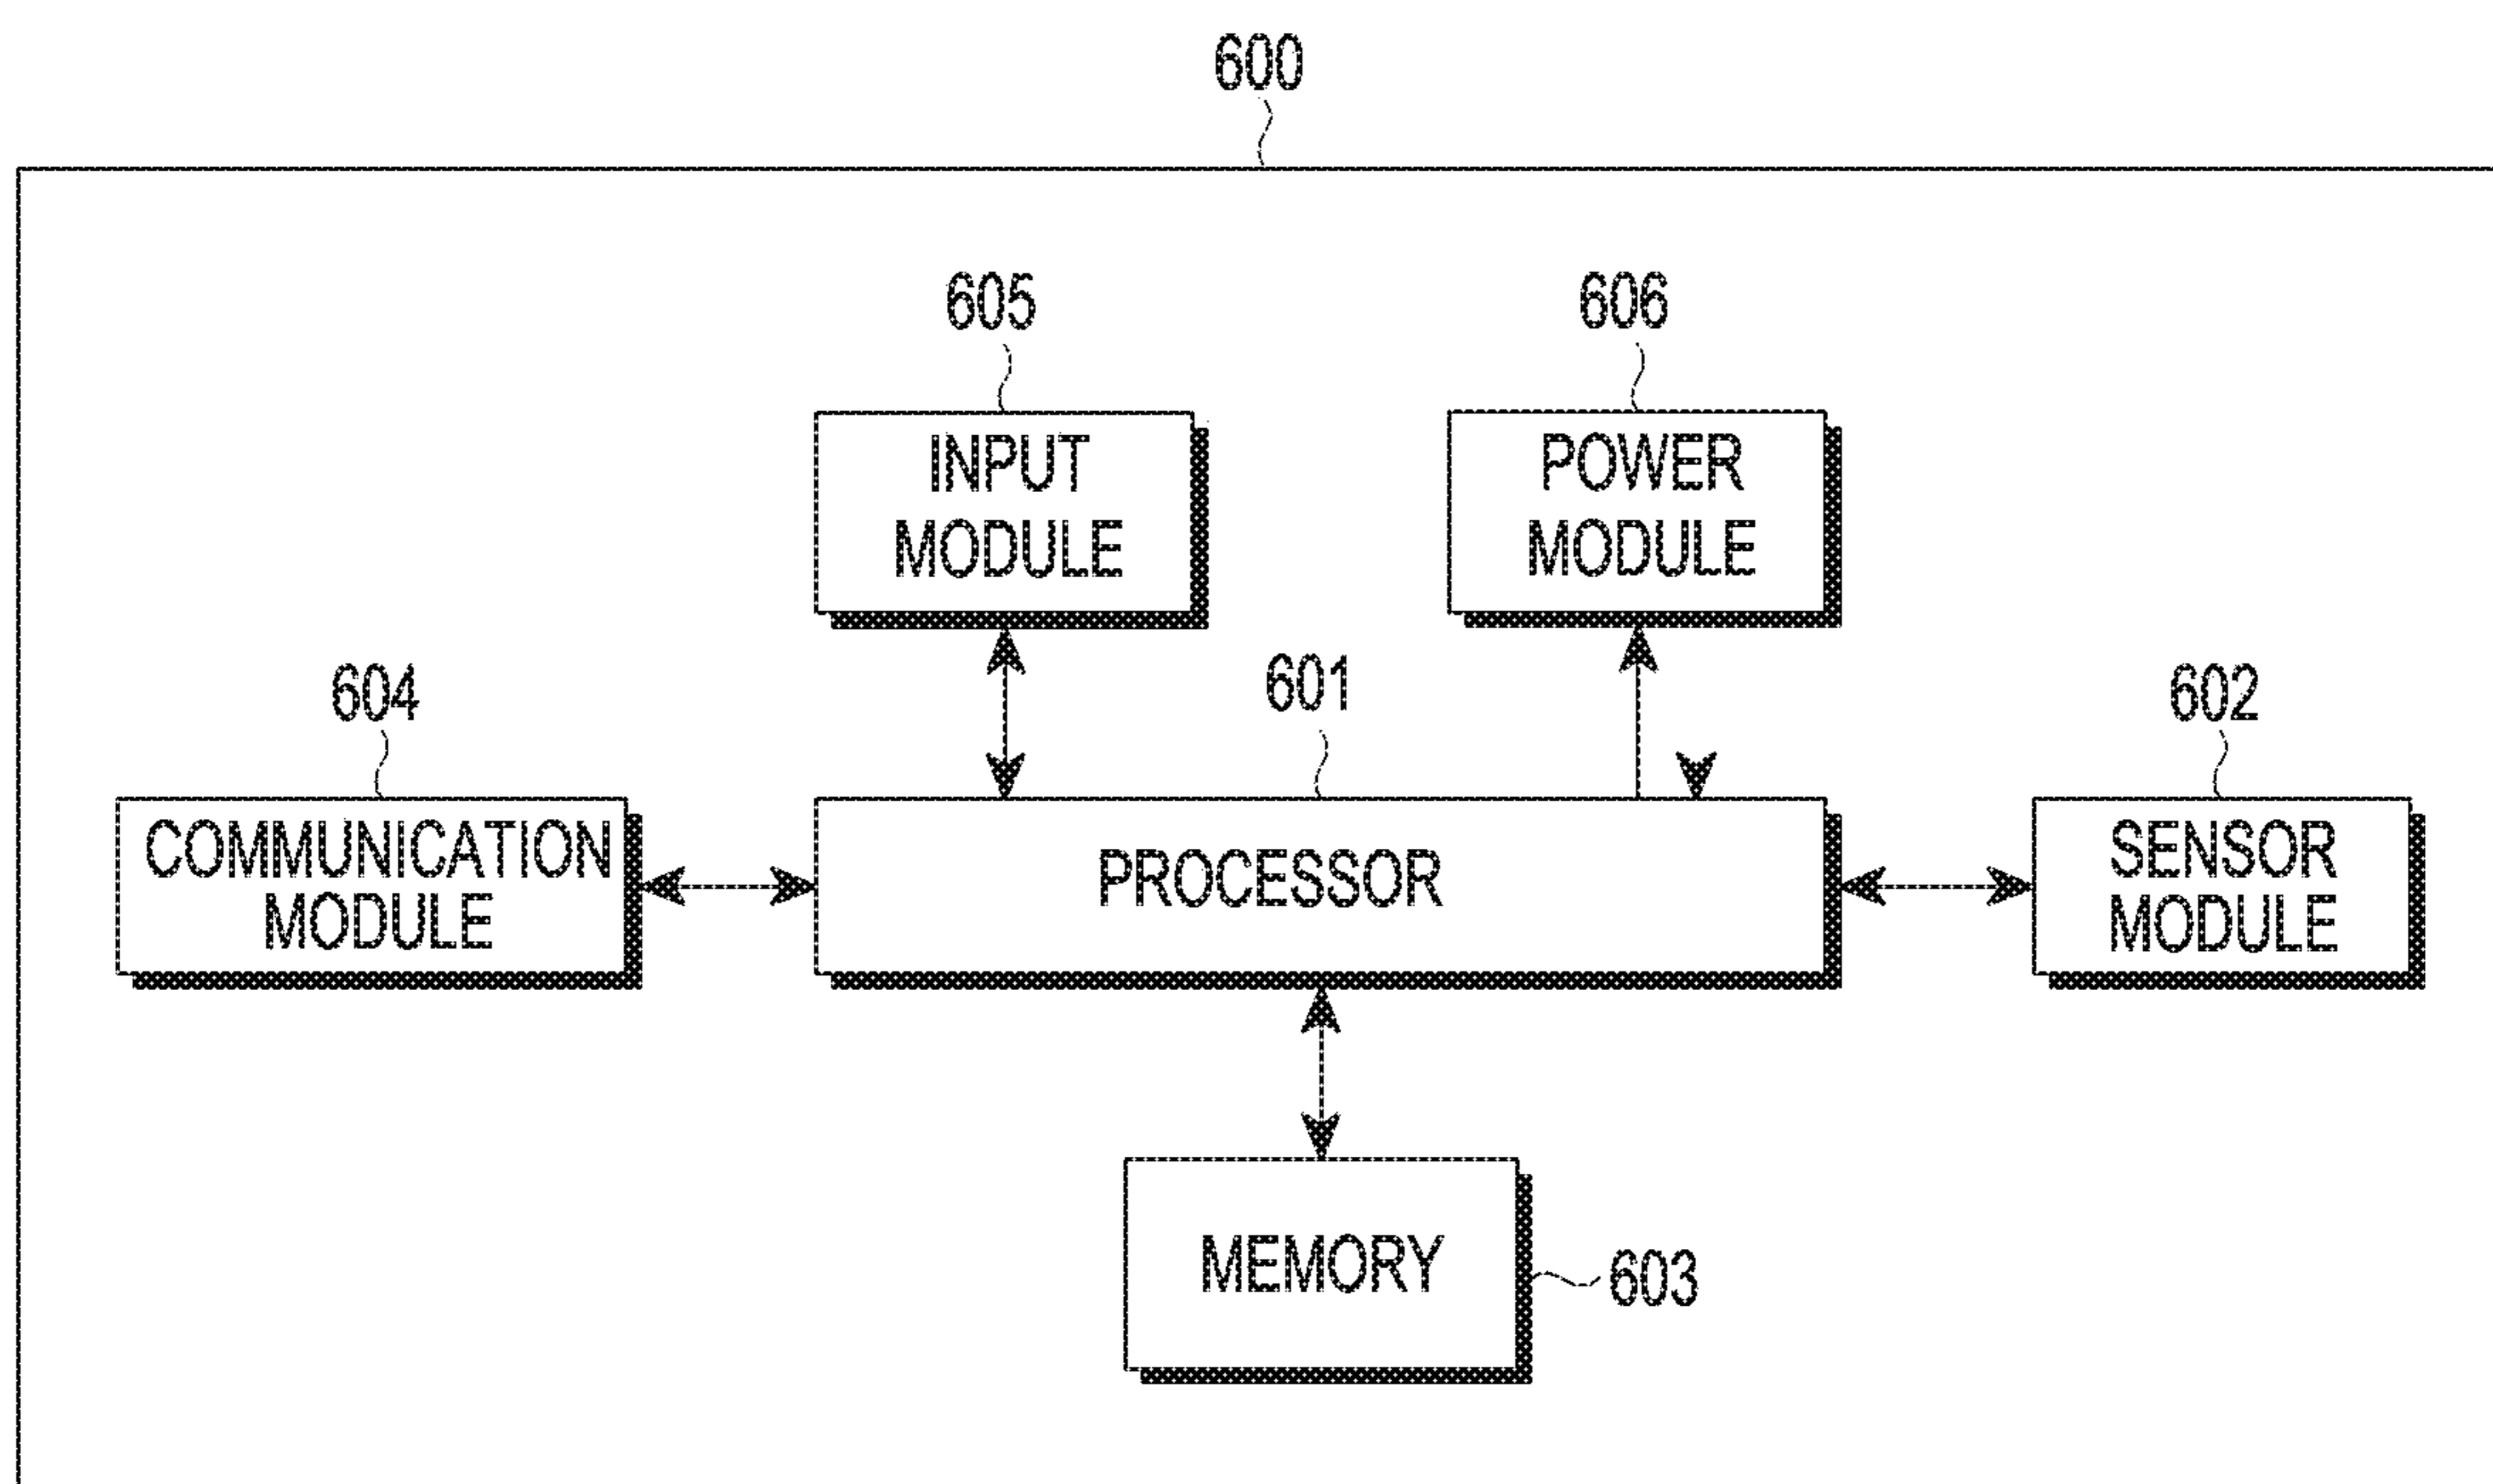 600
605
606
INPUT
MODULE
POWER
MODULE
604
601
602
COMMUNICATION
MODULE
PROCESSOR
SENSOR
MODULE
MEMORY
603